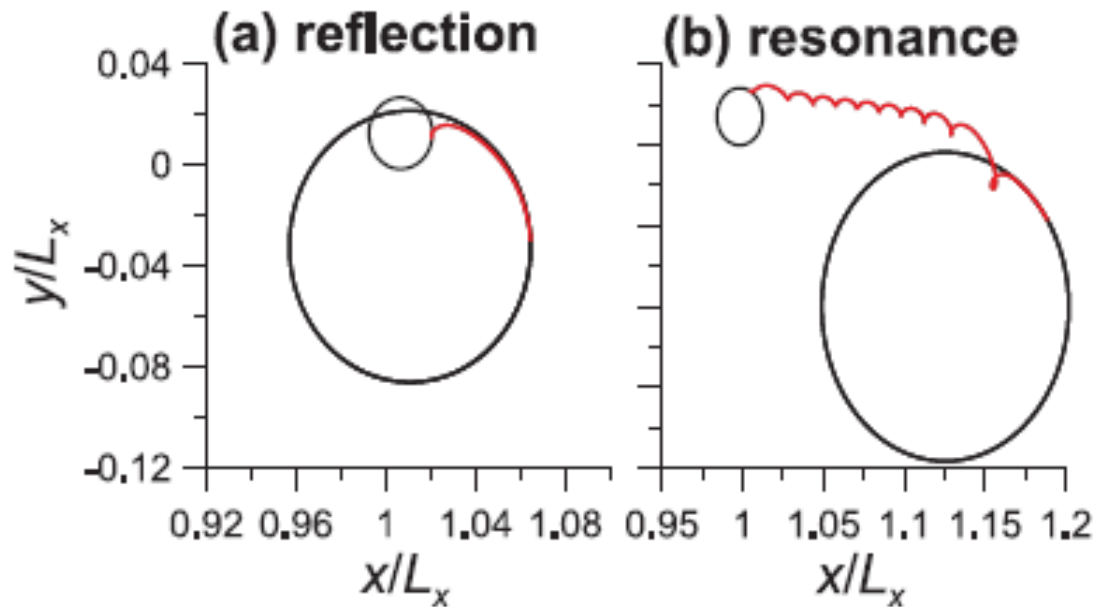 (a) reflection
(b) resonance
0.04
0
-0.04
-0.08
-0.12
y/Lx
0.92 0.96 1 1.04 1.08
0.95 1 1.05 1.1 1.15 1.2
x/Lx
x/Lx